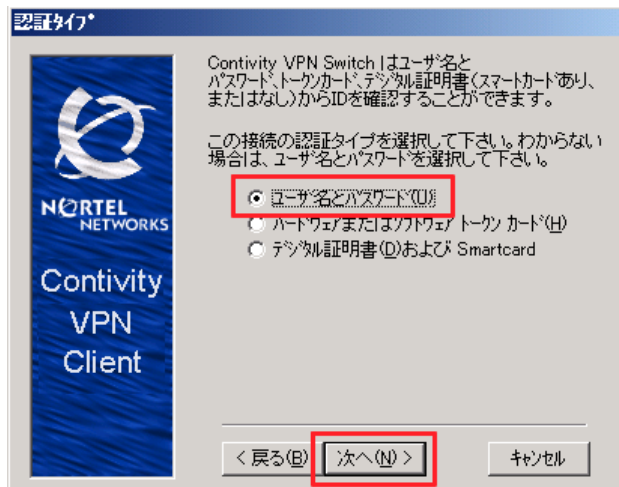 認証ﾀｲﾌﾟ
Contivity VPN Switch はﾕｰｻﾞ名と
ﾊﾟｽﾜｰﾄﾞ、ﾄｰｸﾝｶｰﾄﾞ、ﾃﾞｼﾞﾀﾙ証明書(ｽﾏｰﾄｶｰﾄﾞあり、
またはなし)からIDを確認することができます。
この接続の認証ﾀｲﾌﾟを選択して下さい。わからない
場合は、ﾕｰｻﾞ名とﾊﾟｽﾜｰﾄﾞを選択して下さい。
ﾕｰｻﾞ名とﾊﾟｽﾜｰﾄﾞ(U)
ﾊｰﾄﾞｳｪｱまたはｿﾌﾄｳｪｱ ﾄｰｸﾝ ｶｰﾄﾞ(H)
ﾃﾞｼﾞﾀﾙ証明書(D)および Smartcard
NORTEL
NETWORKS
Contivity
VPN
Client
< 戻る(B)
次へ(N) >
ｷｬﾝｾﾙ